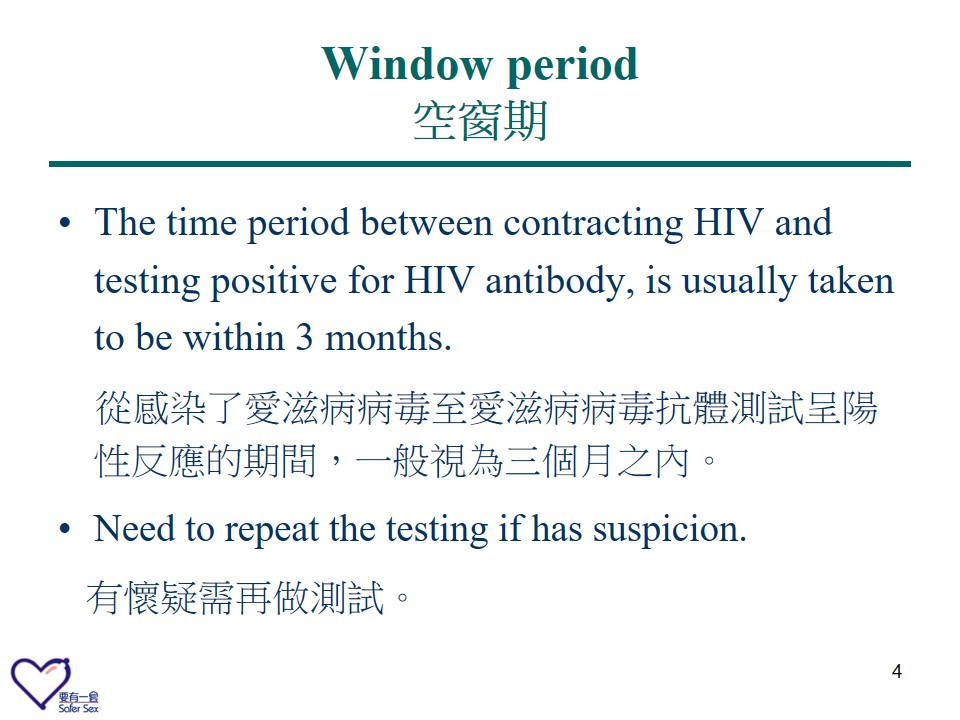 Window period
空窗期
• The time period between contracting HIV and
testing positive for HIV antibody, is usually taken
to be within 3 months.
從感染了愛滋病病毒至愛滋病病毒抗體測試呈陽
性反應的期間，一般視為三個月之內。
• Need to repeat the testing if has suspicion.
有懷疑需再做測試。
要有一套
Safer Sex
4